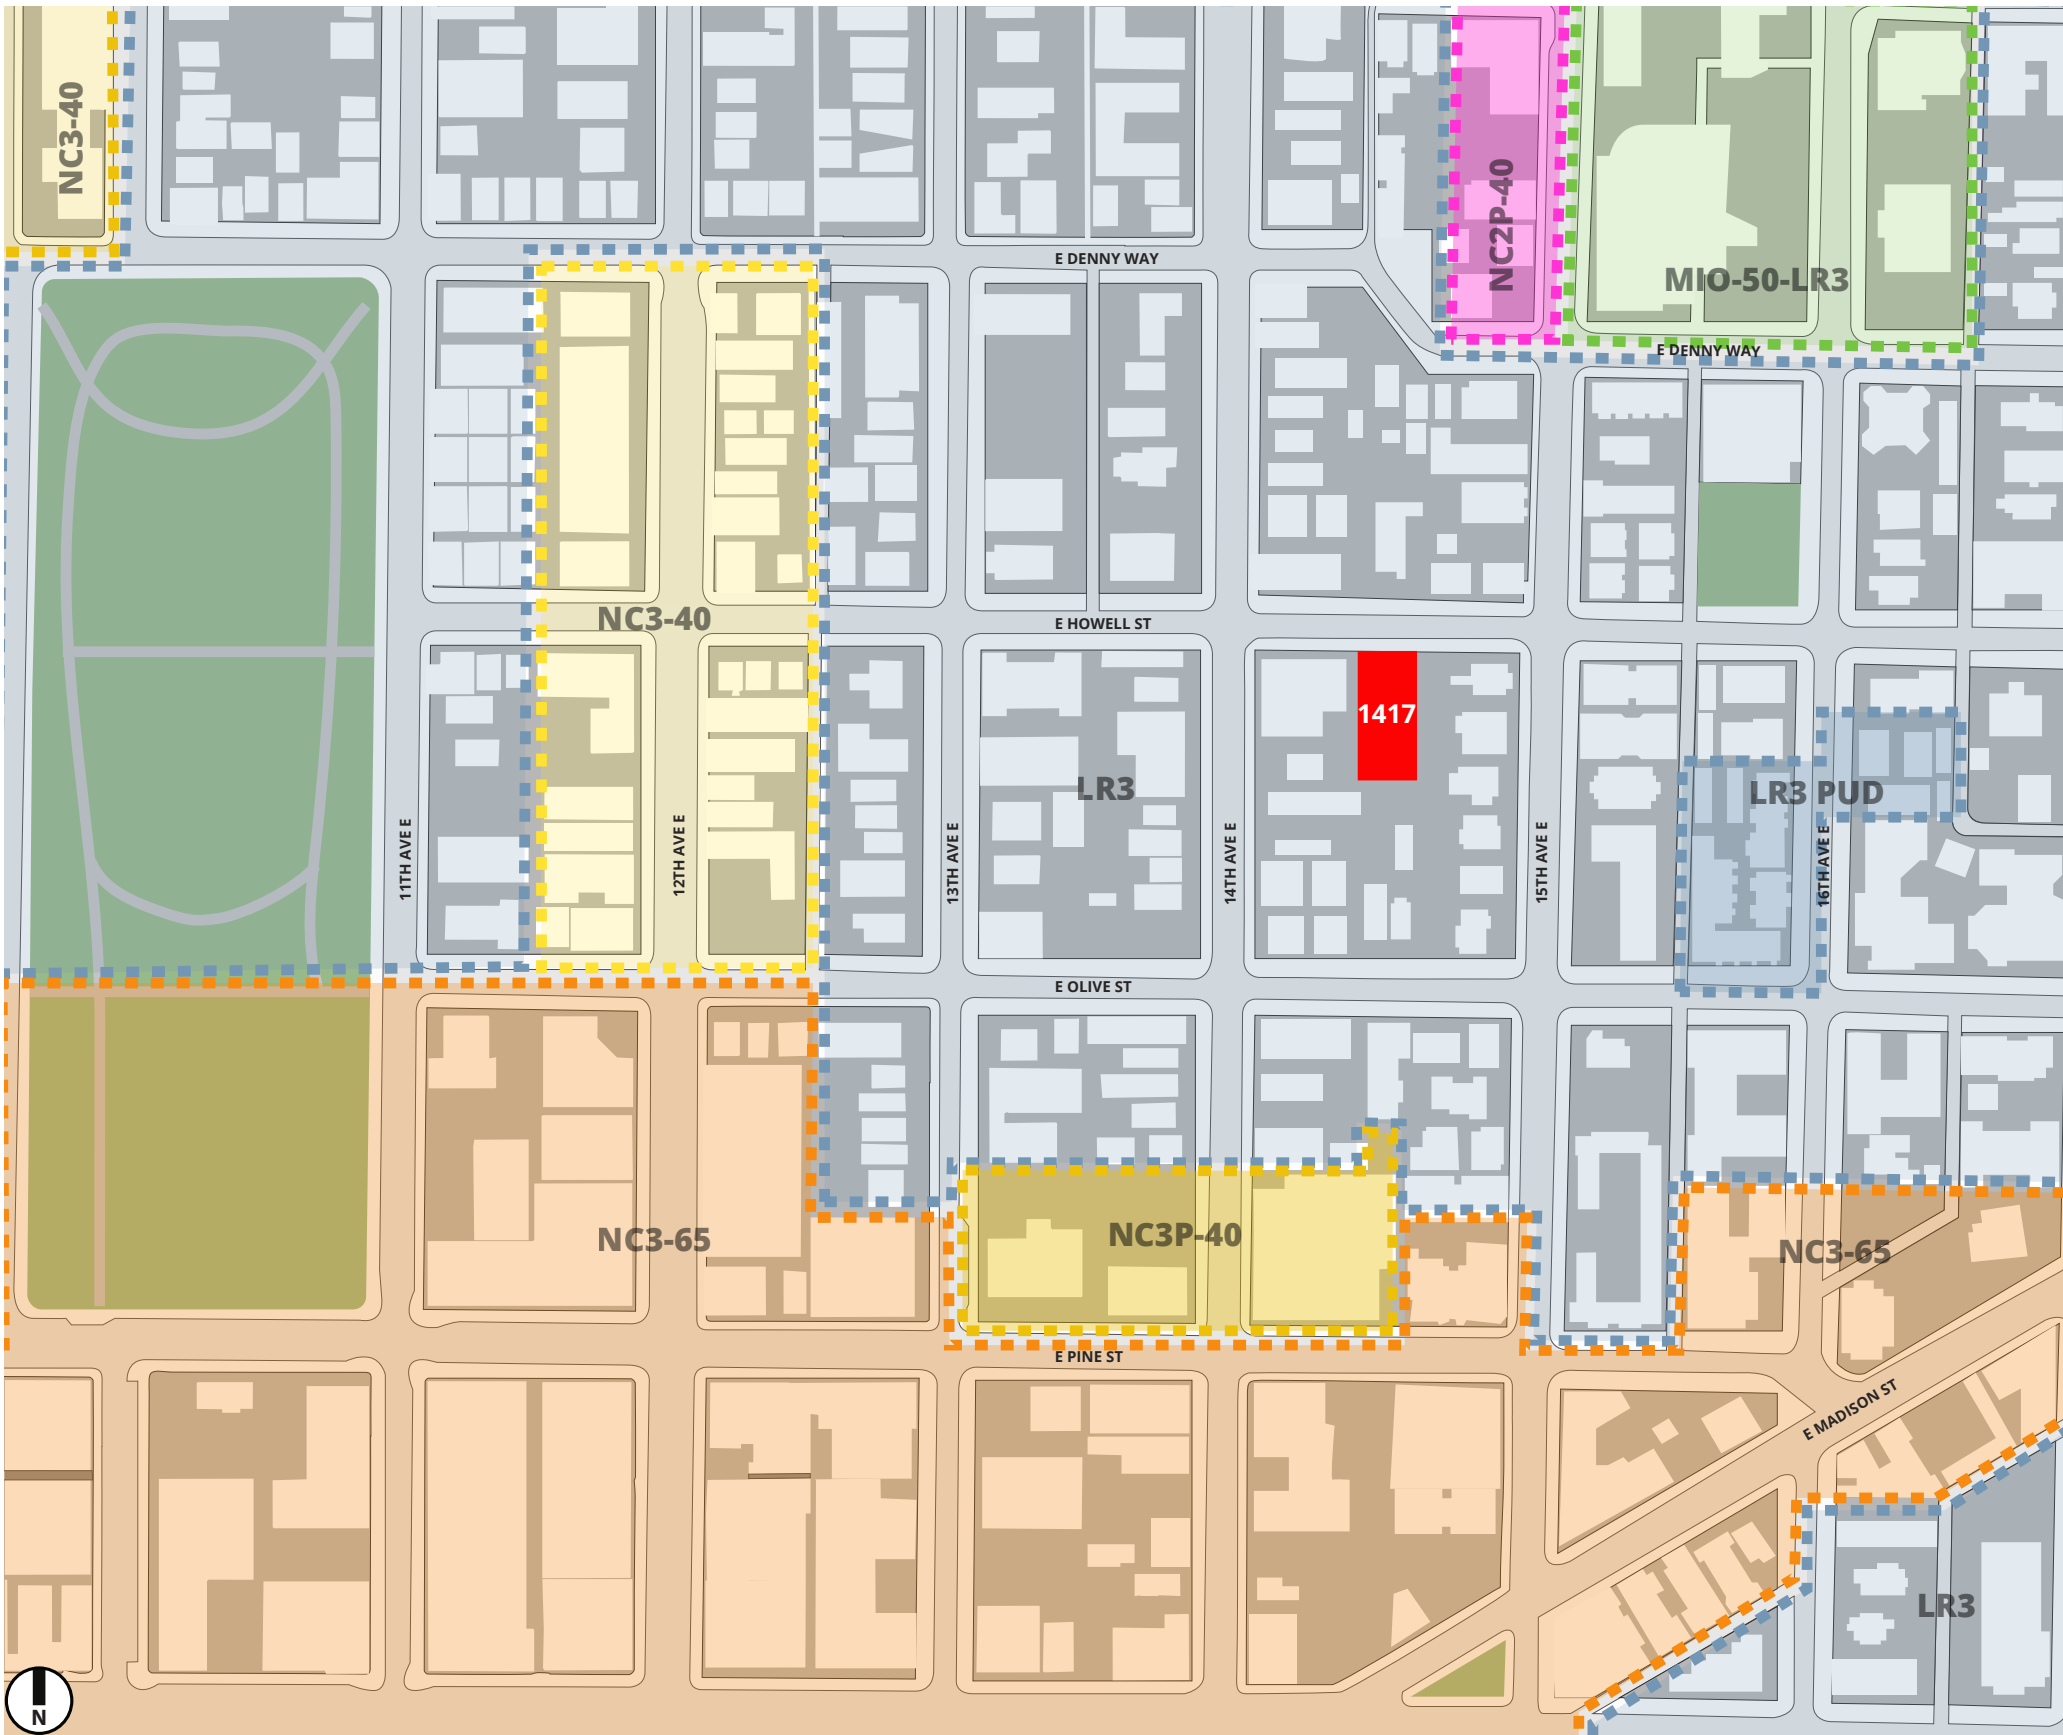 NC3-40
NC2P-40
E DENNY WAY
MIO-50-LR3
E DENNY WAY
NC3-40
E HOWELL ST
1417
LR3
LR3 PUD
11TH AVE E
12TH AVE E
13TH AVE E
14TH AVE E
15TH AVE E
16TH AVE E
E OLIVE ST
NC3-65
NC3P-40
NC3-65
E PINE ST
E MADISON ST
LR3
N